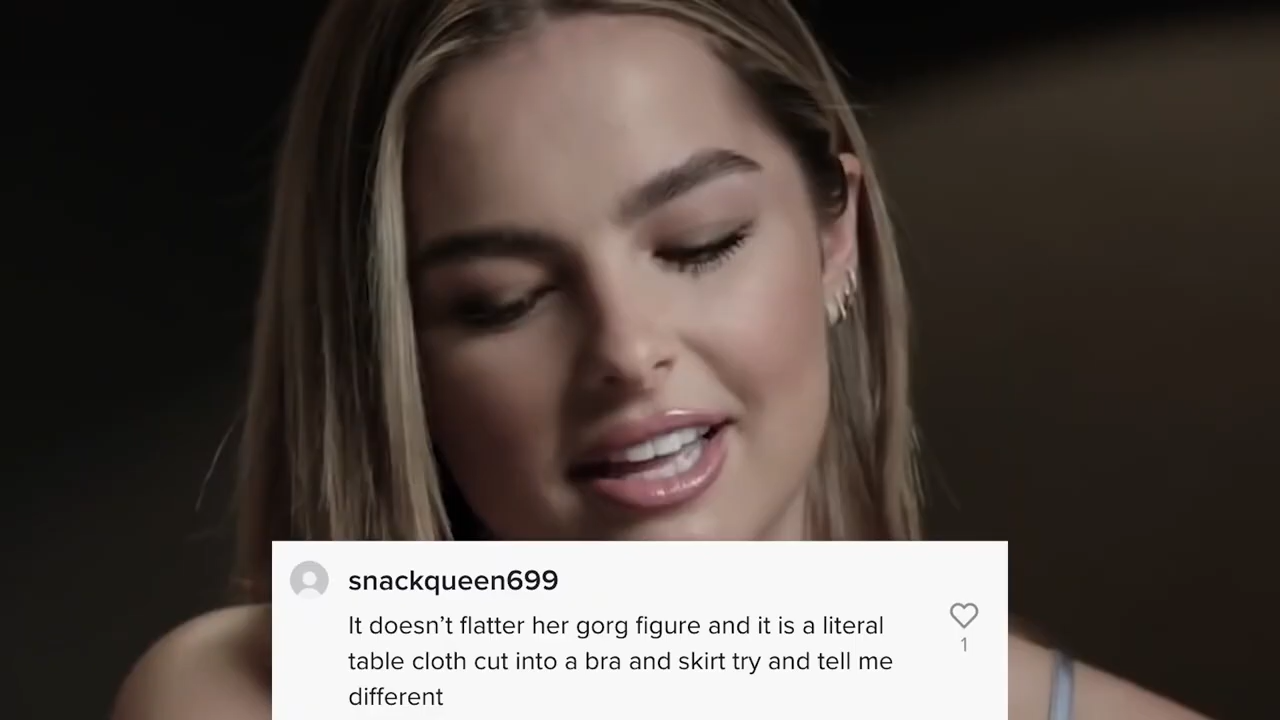 snackqueen699
It doesn’t flatter her gorg figure and it is a literal
table cloth cut into a bra and skirt try and tell me
different
1